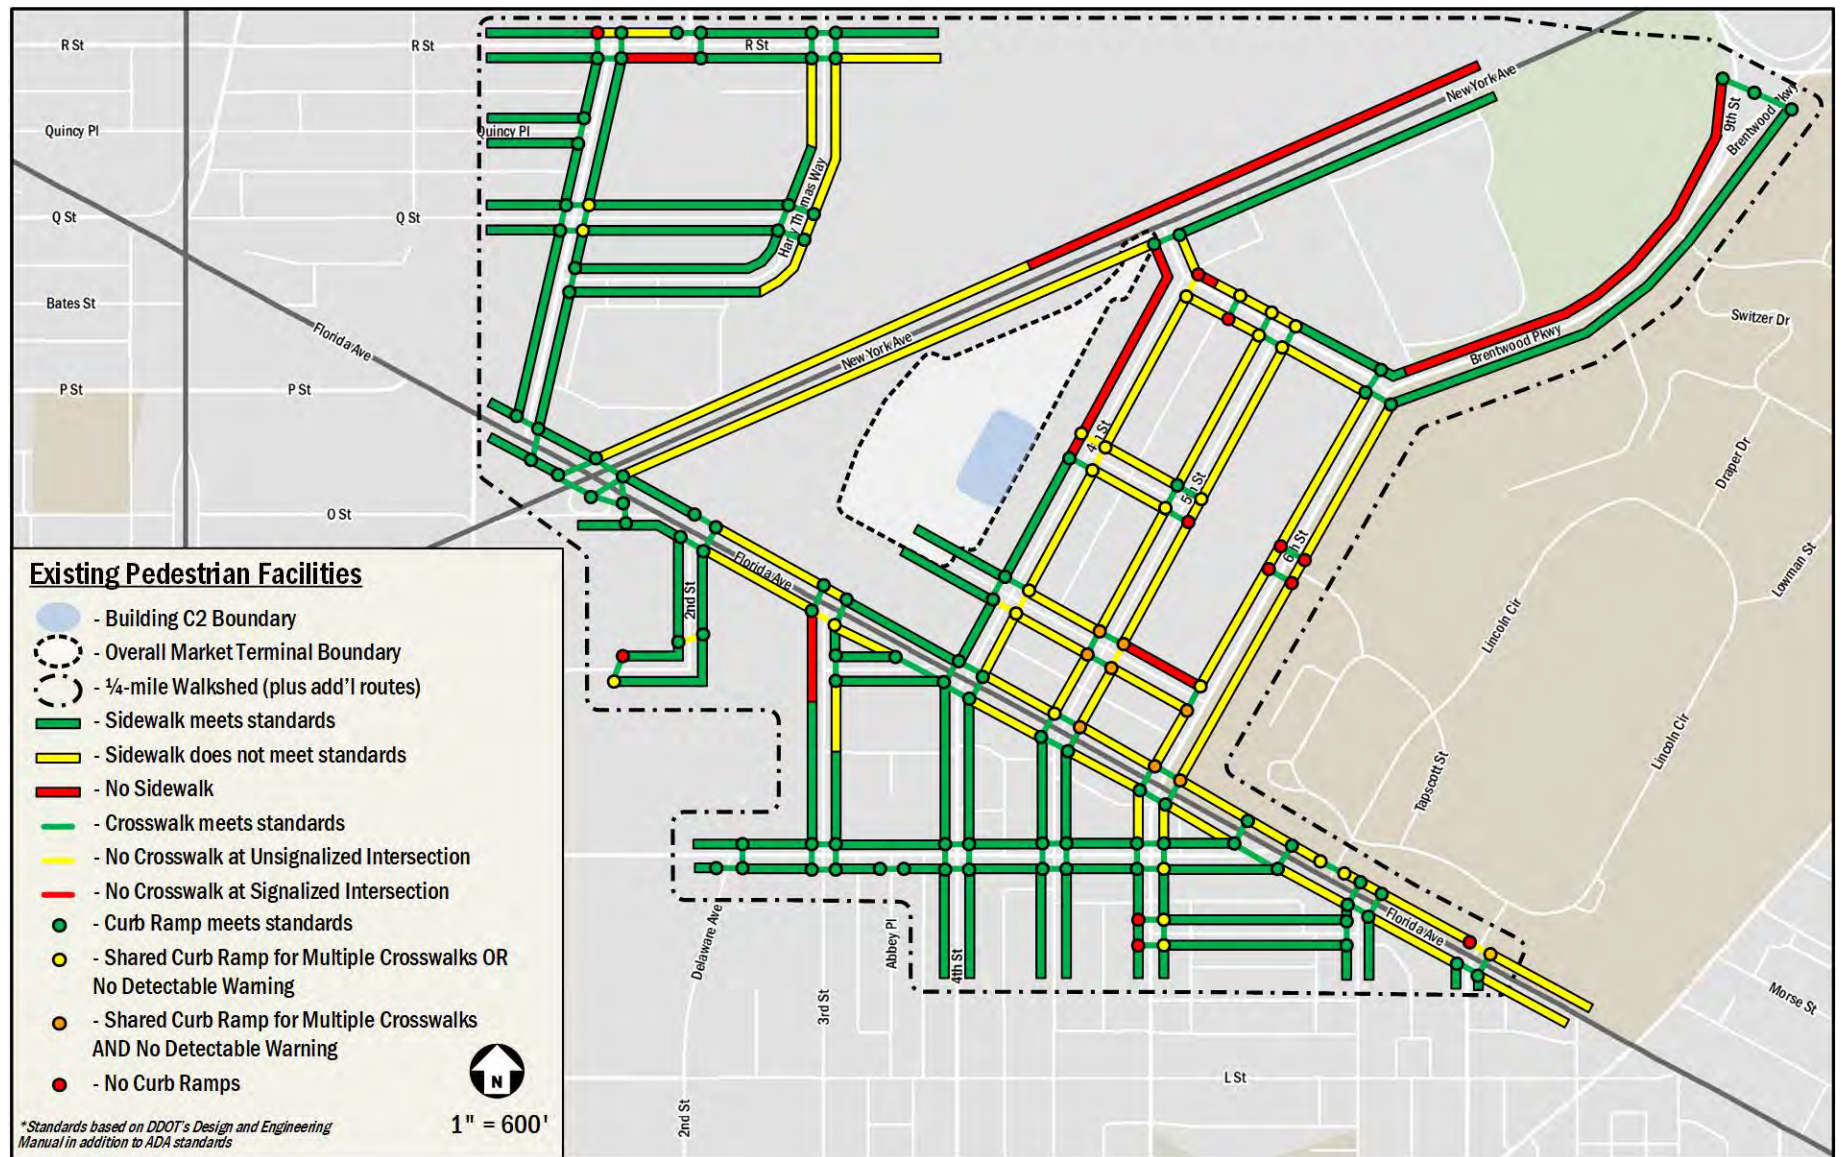 R St
R St
R St
New York Ave
9th St
Brentwood Pkwy
Quincy Pl
Quincy Pl
Harry Thomas Way
Q St
Q St
Bates St
Florida Ave
New York Ave
Brentwood Pkwy
Switzer Dr
P St
P St
4th St
5th St
6th St
Draper Dr
O St
Lowman St
Lincoln Cir
Florida Ave
2nd St
Lincoln Cir
Tapscott St
Florida Ave
Delaware Ave
Abbey Pl
4th St
3rd St
Morse St
L St
2nd St
Existing Pedestrian Facilities
- Building C2 Boundary
- Overall Market Terminal Boundary
- ¼-mile Walkshed (plus add'l routes)
- Sidewalk meets standards
- Sidewalk does not meet standards
- No Sidewalk
- Crosswalk meets standards
- No Crosswalk at Unsignalized Intersection
- No Crosswalk at Signalized Intersection
- Curb Ramp meets standards
- Shared Curb Ramp for Multiple Crosswalks OR
No Detectable Warning
- Shared Curb Ramp for Multiple Crosswalks
AND No Detectable Warning
- No Curb Ramps
N
1" = 600'
*Standards based on DDOT's Design and Engineering
Manual in addition to ADA standards